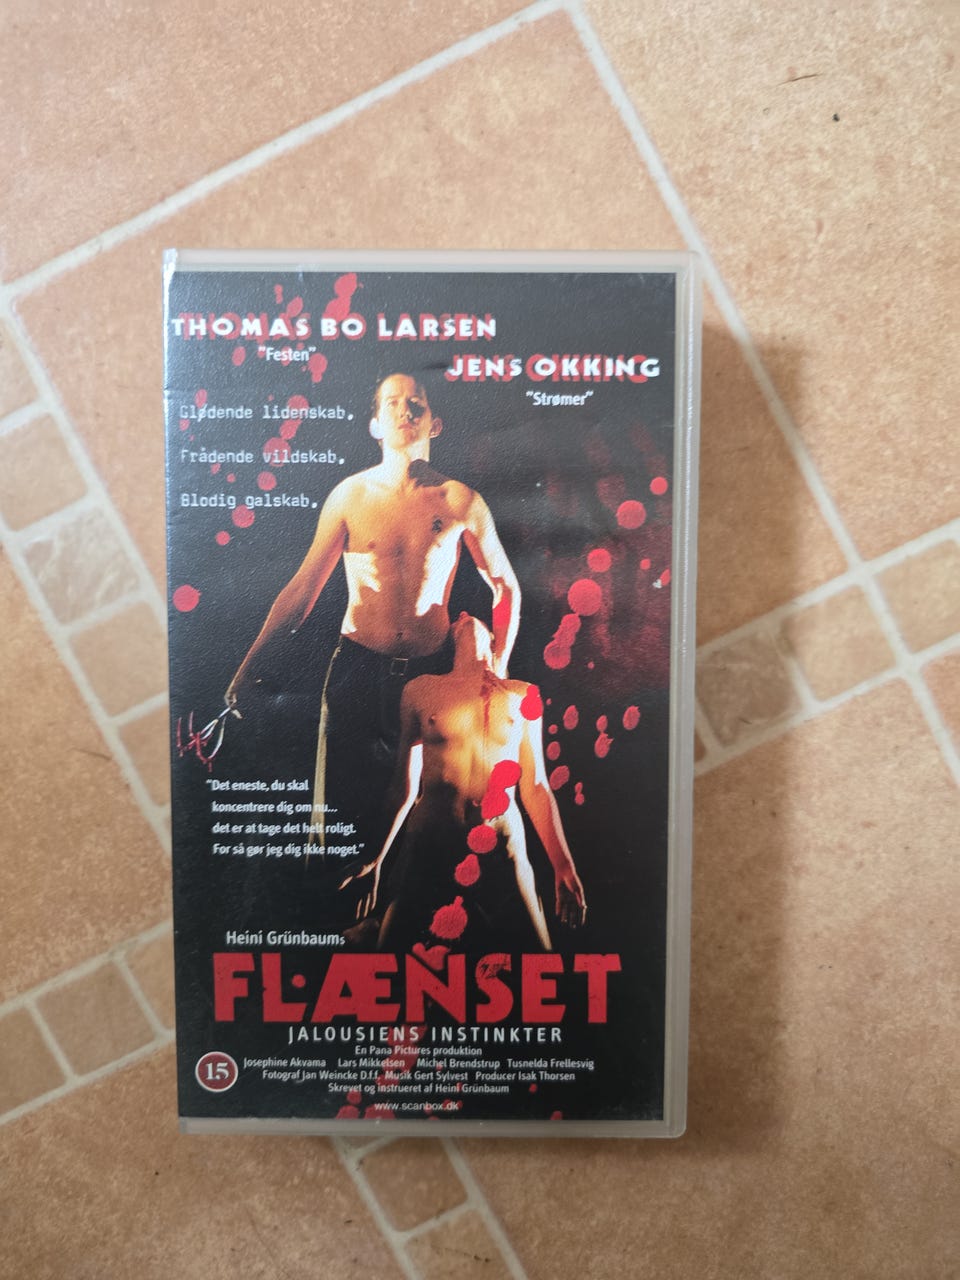 THOMAS BO LARSEN
"Festen"
JENS OKKING
"Strømer"
Glødende lidenskab.
Frådende vildskab.
Blodig galskab.
"Det eneste, du skal
koncentrere dig om nu...
det er at tage det helt roligt.
For så gør jeg dig ikke noget."
Heini Grünbaums
FLÆNSET
JALOUSIENS INSTINKTER
En Pana Pictures produktion
15
Josephine Akvama Lars Mikkelsen Michel Brendstrup Tusnelda Frellesvig
Fotograf Jan Weincke D.f.f. Musik Gert Sylvest Producer Isak Thorsen
Skrevet og instrueret af Heini Grünbaum
www.scanbox.dk